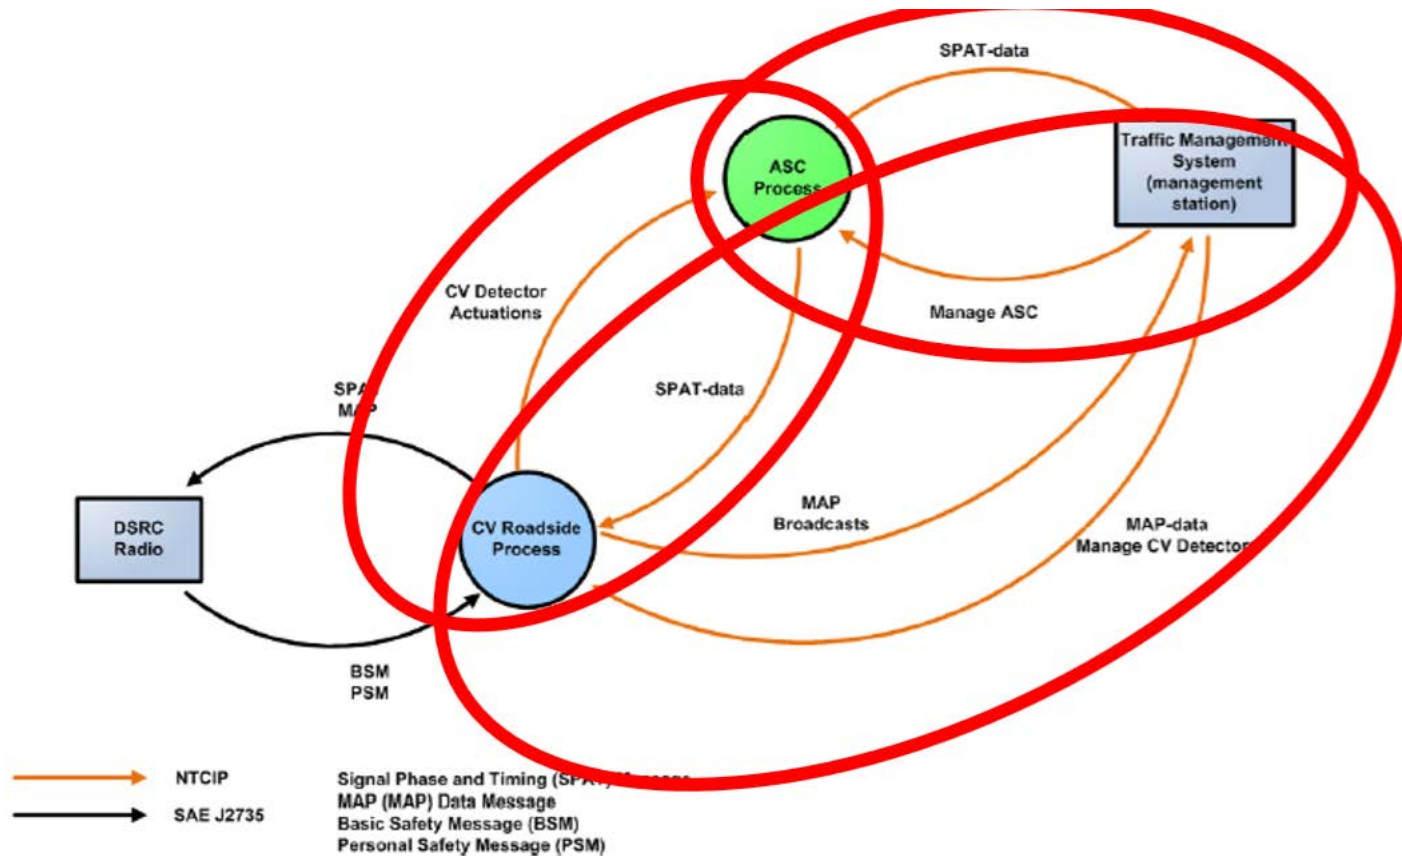 SPAT-data
Traffic Management
System
(management
station)
ASC
Process
CV Detector
Actuations
Manage ASC
SPAT-data
MAP
DSRC
Radio
CV Roadside
Process
MAP
Broadcasts
MAP-data
Manage CV Detector
BSM
PSM
NTCIP
SAE J2735
Signal Phase and Timing (SPAT)
MAP (MAP) Data Message
Basic Safety Message (BSM)
Personal Safety Message (PSM)